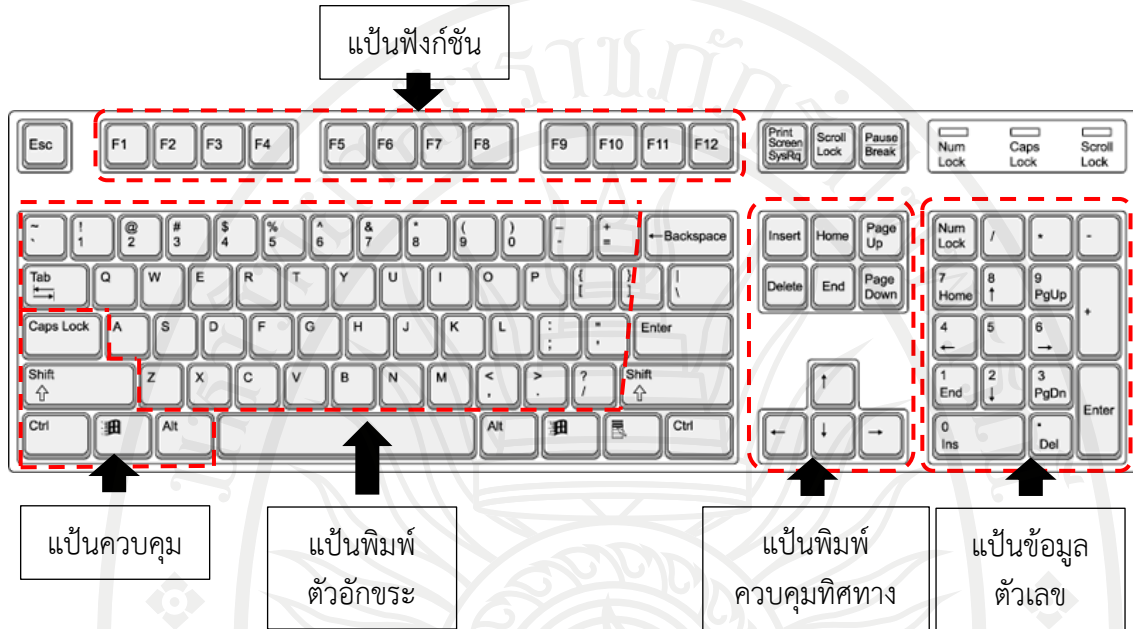 แป้นฟังก์ชัน
Esc F1 F2 F3 F4 F5 F6 F7 F8 F9 F10 F11 F12 Print Screen SysRq Scroll Lock Pause Break Num Lock Caps Lock Scroll Lock
~ ` ! 1 @ 2 # 3 $ 4 % 5 ^ 6 & 7 * 8 ( 9 ) 0 _ - + = ←Backspace Insert Home Page Up Num Lock / * -
Tab Q W E R T Y U I O P { [ } ] | \ Delete End Page Down 7 Home 8 ↑ 9 PgUp +
Caps Lock A S D F G H J K L : ; " ' Enter 4 ← 5 6 →
Shift Z X C V B N M < , > . ? / Shift ↑ 1 End 2 ↓ 3 PgDn Enter
Ctrl Alt Alt Ctrl ← ↓ → 0 Ins . Del
แป้นควบคุม
แป้นพิมพ์
ตัวอักขระ
แป้นพิมพ์
ควบคุมทิศทาง
แป้นข้อมูล
ตัวเลข